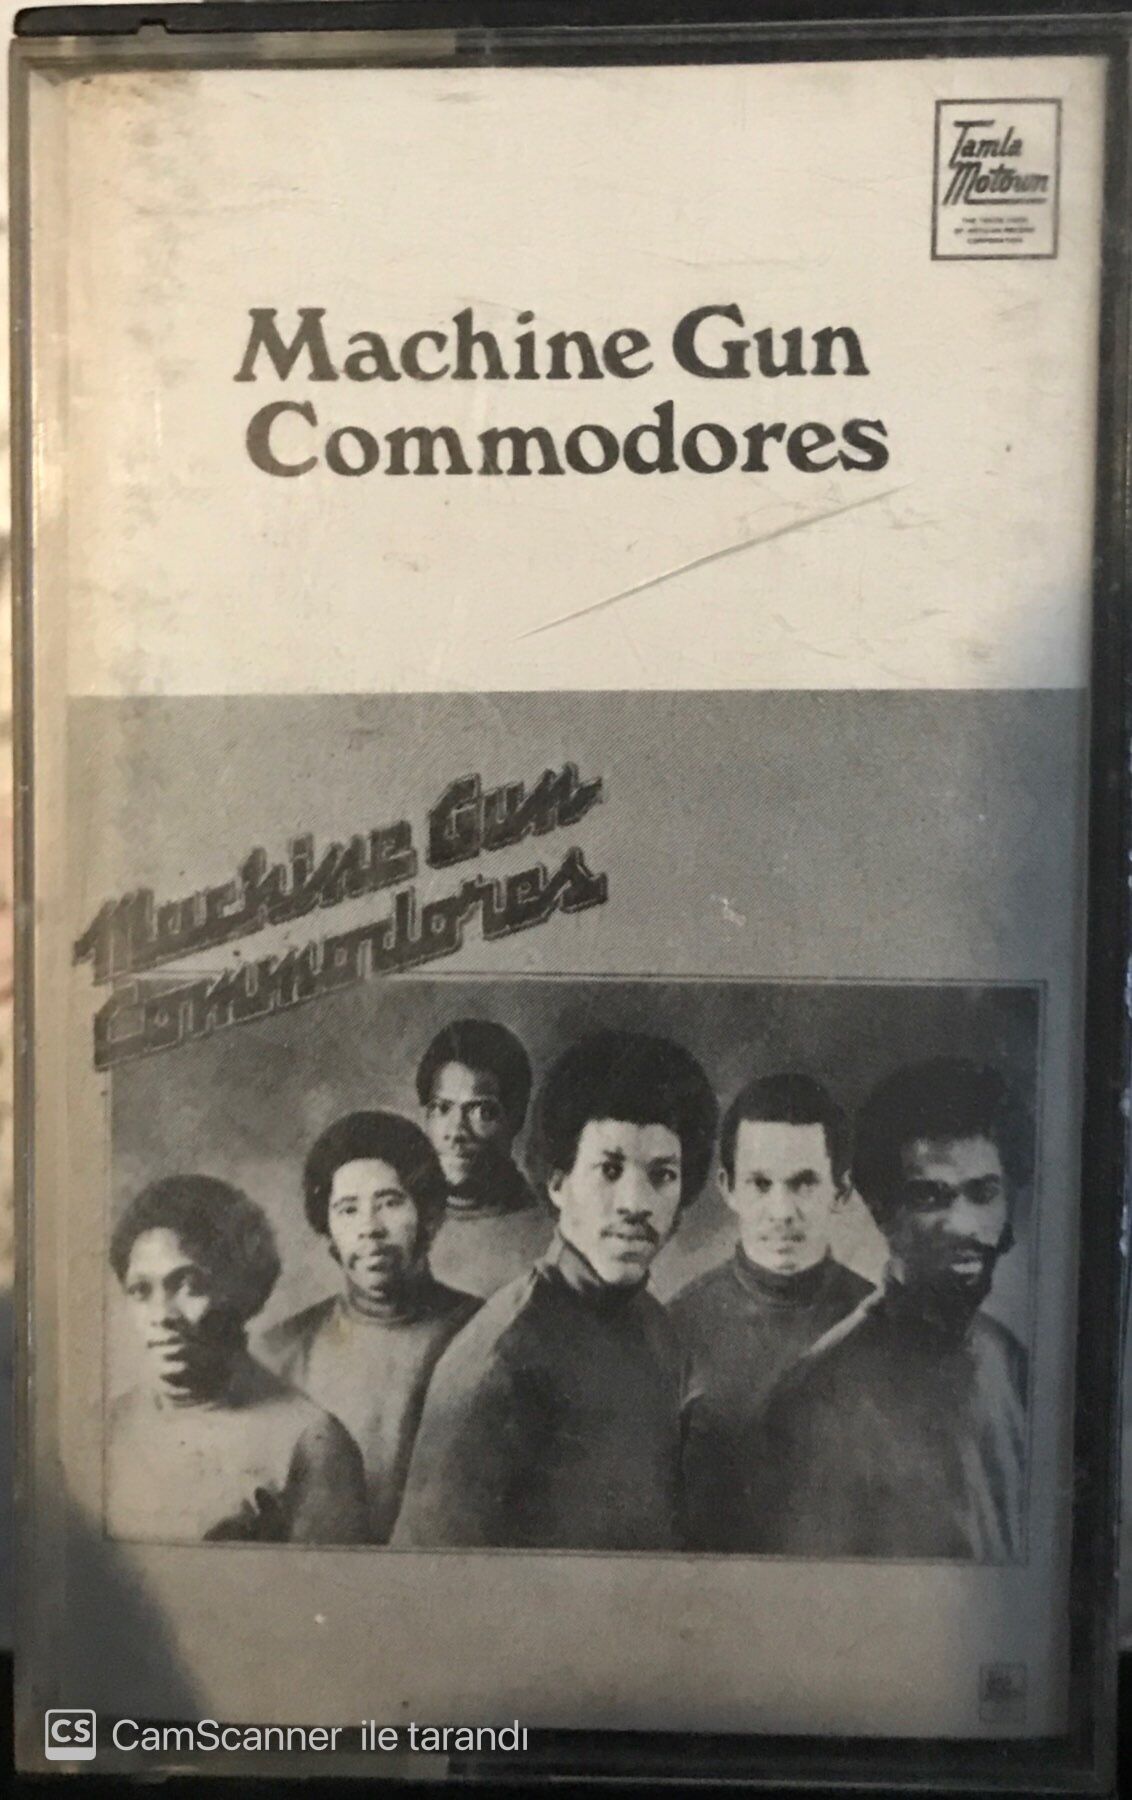 Tamla
Motown
Machine Gun
Commodores
Machine Gun
Commodores
CS CamScanner ile tarandı